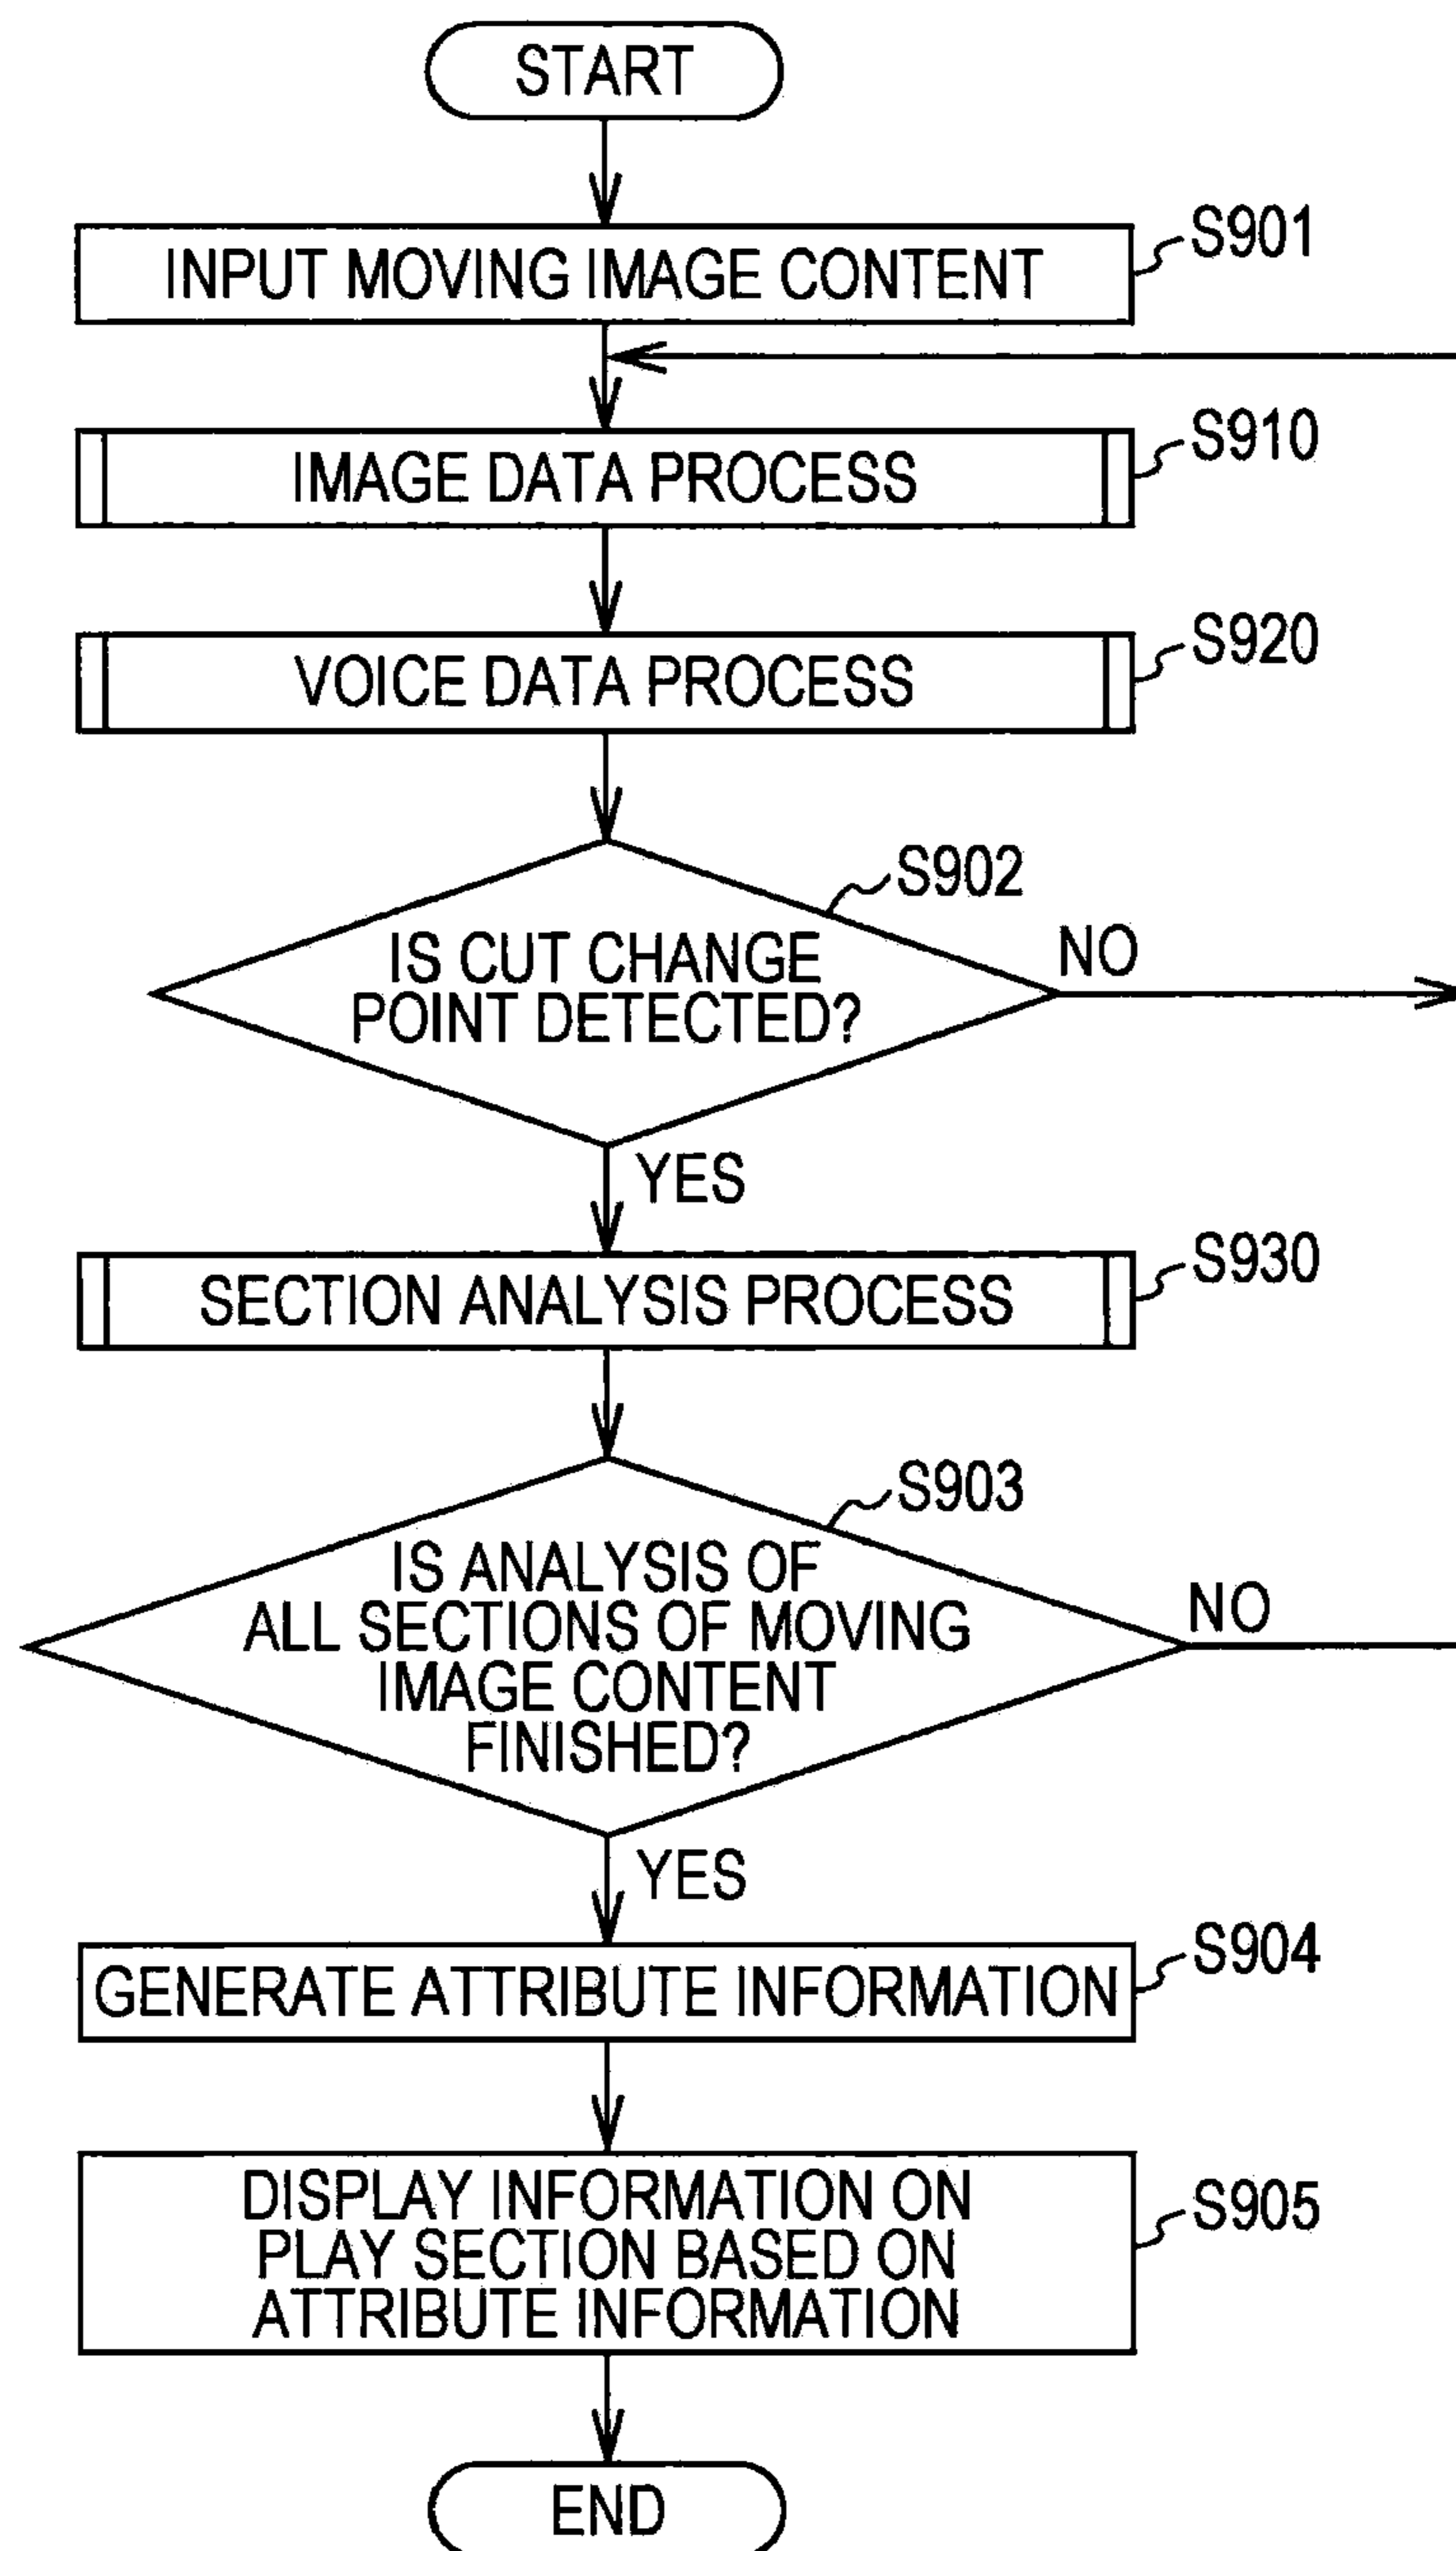 START
INPUT MOVING IMAGE CONTENT
S901
IMAGE DATA PROCESS
S910
VOICE DATA PROCESS
S920
S902
IS CUT CHANGE
POINT DETECTED?
NO
YES
SECTION ANALYSIS PROCESS
S930
S903
IS ANALYSIS OF
ALL SECTIONS OF MOVING
IMAGE CONTENT
FINISHED?
NO
YES
GENERATE ATTRIBUTE INFORMATION
S904
DISPLAY INFORMATION ON
PLAY SECTION BASED ON
ATTRIBUTE INFORMATION
S905
END